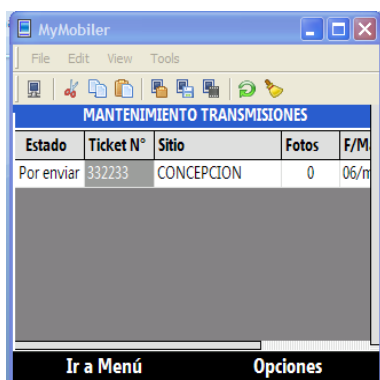 MyMobiler
File Edit View Tools
MANTENIMIENTO TRANSMISIONES
Estado Ticket N° Sitio Fotos F/M
Por enviar 332233 CONCEPCION 0 06/m
Ir a Menú Opciones